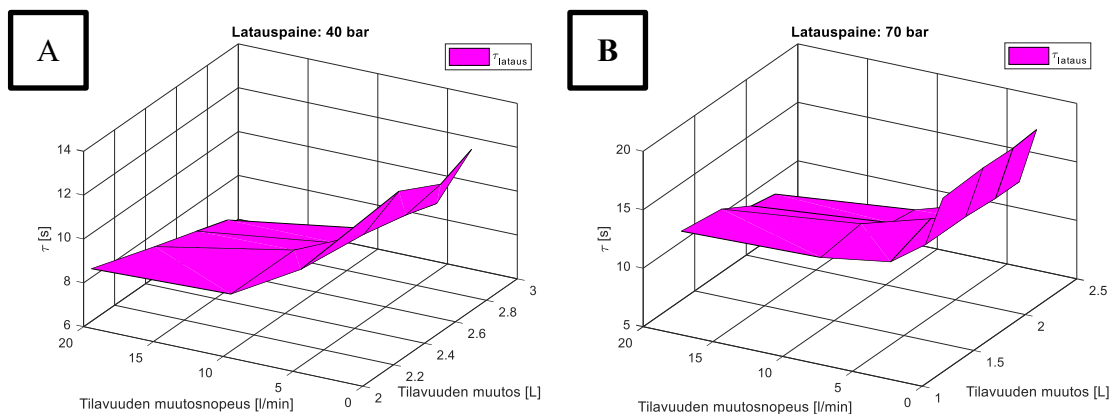 A
Latauspaine: 40 bar
τlataus
14
12
10
8
6
τ [s]
20
15
10
5
0
Tilavuuden muutosnopeus [l/min]
2
2.2
2.4
2.6
2.8
3
Tilavuuden muutos [L]
B
Latauspaine: 70 bar
τlataus
20
15
10
5
τ [s]
20
15
10
5
0
Tilavuuden muutosnopeus [l/min]
1
1.5
2
2.5
Tilavuuden muutos [L]